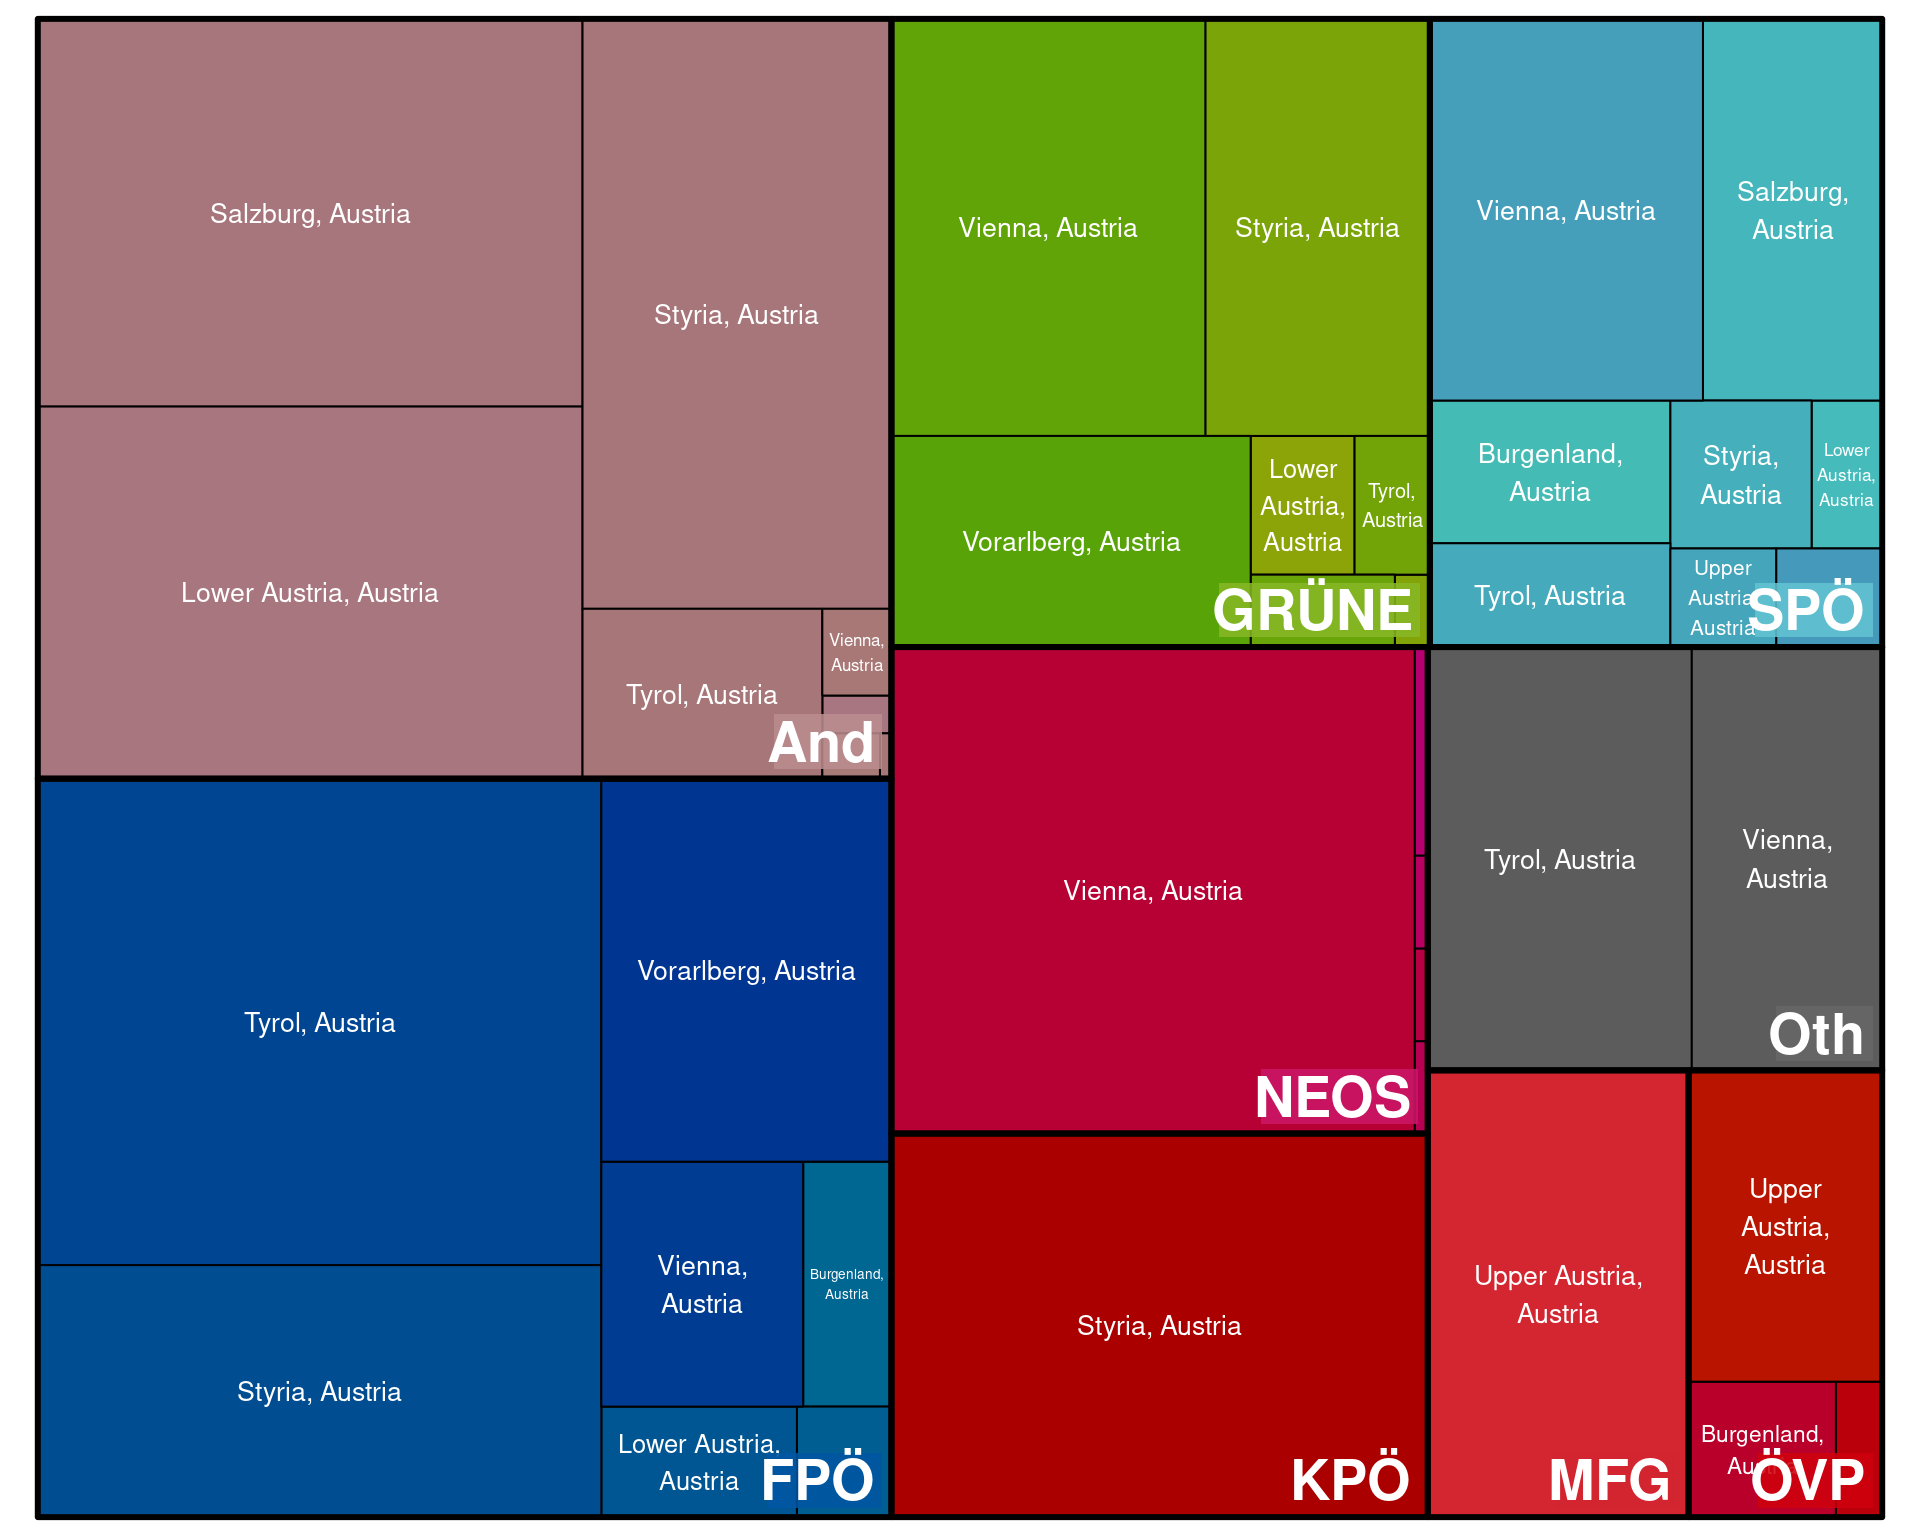 Salzburg, Austria
Lower Austria, Austria
Styria, Austria
Tyrol, Austria
Vienna,
Austria
And
Tyrol, Austria
Styria, Austria
Vorarlberg, Austria
Vienna,
Austria
Burgenland,
Austria
Lower Austria,
Austria
FPÖ
Vienna, Austria
Styria, Austria
Vorarlberg, Austria
Lower
Austria,
Austria
Tyrol,
Austria
GRÜNE
Vienna, Austria
Salzburg,
Austria
Burgenland,
Austria
Styria,
Austria
Lower
Austria,
Austria
Tyrol, Austria
Upper
Austria,
Austria
SPÖ
Vienna, Austria
NEOS
Tyrol, Austria
Vienna,
Austria
Oth
Styria, Austria
KPÖ
Upper Austria,
Austria
MFG
Upper
Austria,
Austria
Burgenland,
Austria
ÖVP